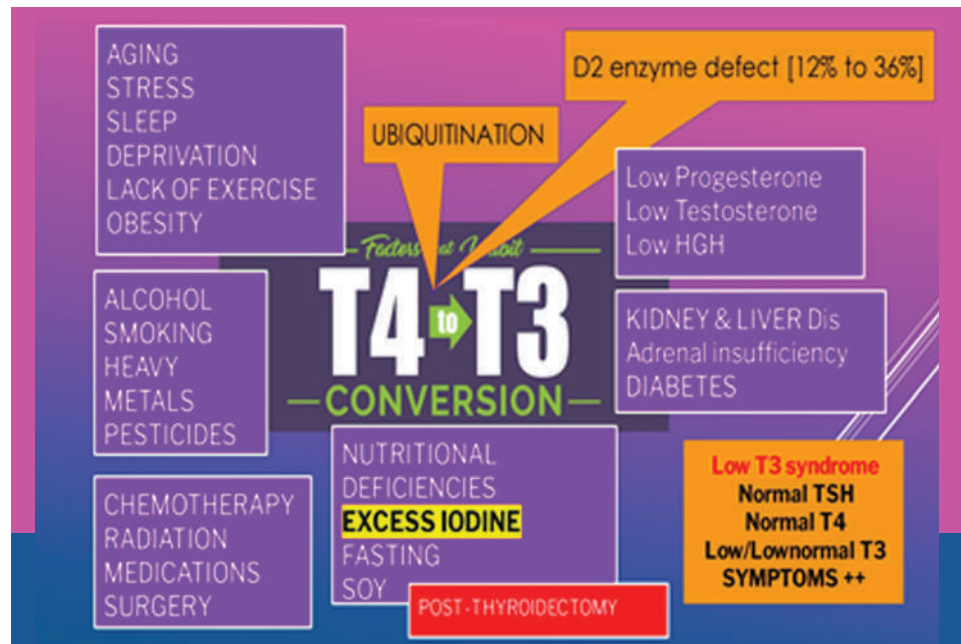 AGING
STRESS
SLEEP
DEPRIVATION
LACK OF EXERCISE
OBESITY
UBIQUITINATION
D2 enzyme defect [12% to 36%]
Low Progesterone
Low Testosterone
Low HGH
Factors
T4 to T3
CONVERSION
ALCOHOL
SMOKING
HEAVY
METALS
PESTICIDES
KIDNEY & LIVER Dis
Adrenal insufficiency
DIABETES
CHEMOTHERAPY
RADIATION
MEDICATIONS
SURGERY
NUTRITIONAL
DEFICIENCIES
EXCESS IODINE
FASTING
SOY
POST-THYROIDECTOMY
Low T3 syndrome
Normal TSH
Normal T4
Low/Lownormal T3
SYMPTOMS ++